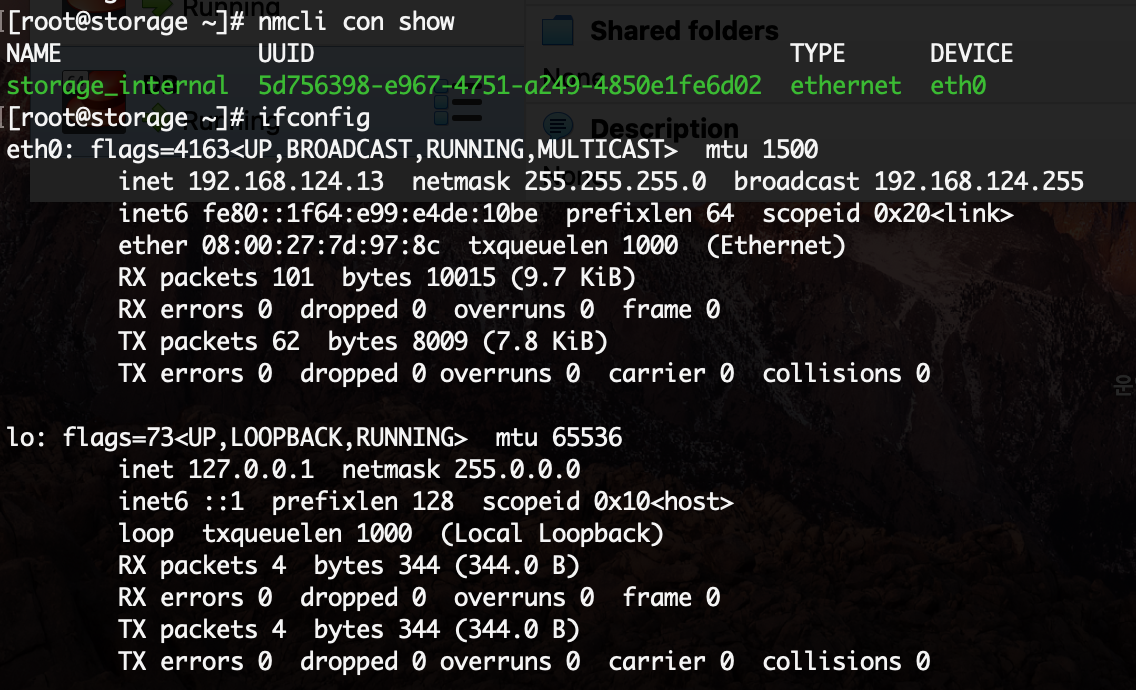 Running
[root@storage ~]# nmcli con show
Shared folders
NAME UUID TYPE DEVICE
storage_internal 5d756398-e967-4751-a249-4850e1fe6d02 ethernet eth0
None
Running
[root@storage ~]# ifconfig
Description
eth0: flags=4163<UP,BROADCAST,RUNNING,MULTICAST> mtu 1500
inet 192.168.124.13 netmask 255.255.255.0 broadcast 192.168.124.255
None
inet6 fe80::1f64:e99:e4de:10be prefixlen 64 scopeid 0x20<link>
ether 08:00:27:7d:97:8c txqueuelen 1000 (Ethernet)
RX packets 101 bytes 10015 (9.7 KiB)
RX errors 0 dropped 0 overruns 0 frame 0
TX packets 62 bytes 8009 (7.8 KiB)
TX errors 0 dropped 0 overruns 0 carrier 0 collisions 0
운
lo: flags=73<UP,LOOPBACK,RUNNING> mtu 65536
inet 127.0.0.1 netmask 255.0.0.0
inet6 ::1 prefixlen 128 scopeid 0x10<host>
loop txqueuelen 1000 (Local Loopback)
RX packets 4 bytes 344 (344.0 B)
RX errors 0 dropped 0 overruns 0 frame 0
TX packets 4 bytes 344 (344.0 B)
TX errors 0 dropped 0 overruns 0 carrier 0 collisions 0